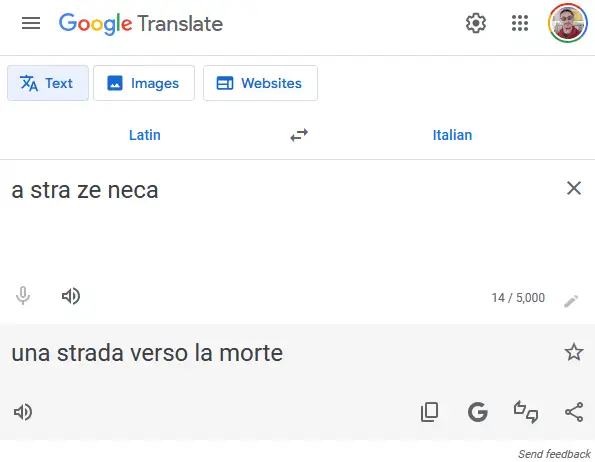 Google Translate
Text Images Websites
Latin Italian
a stra ze neca
14 / 5,000
una strada verso la morte
Send feedback